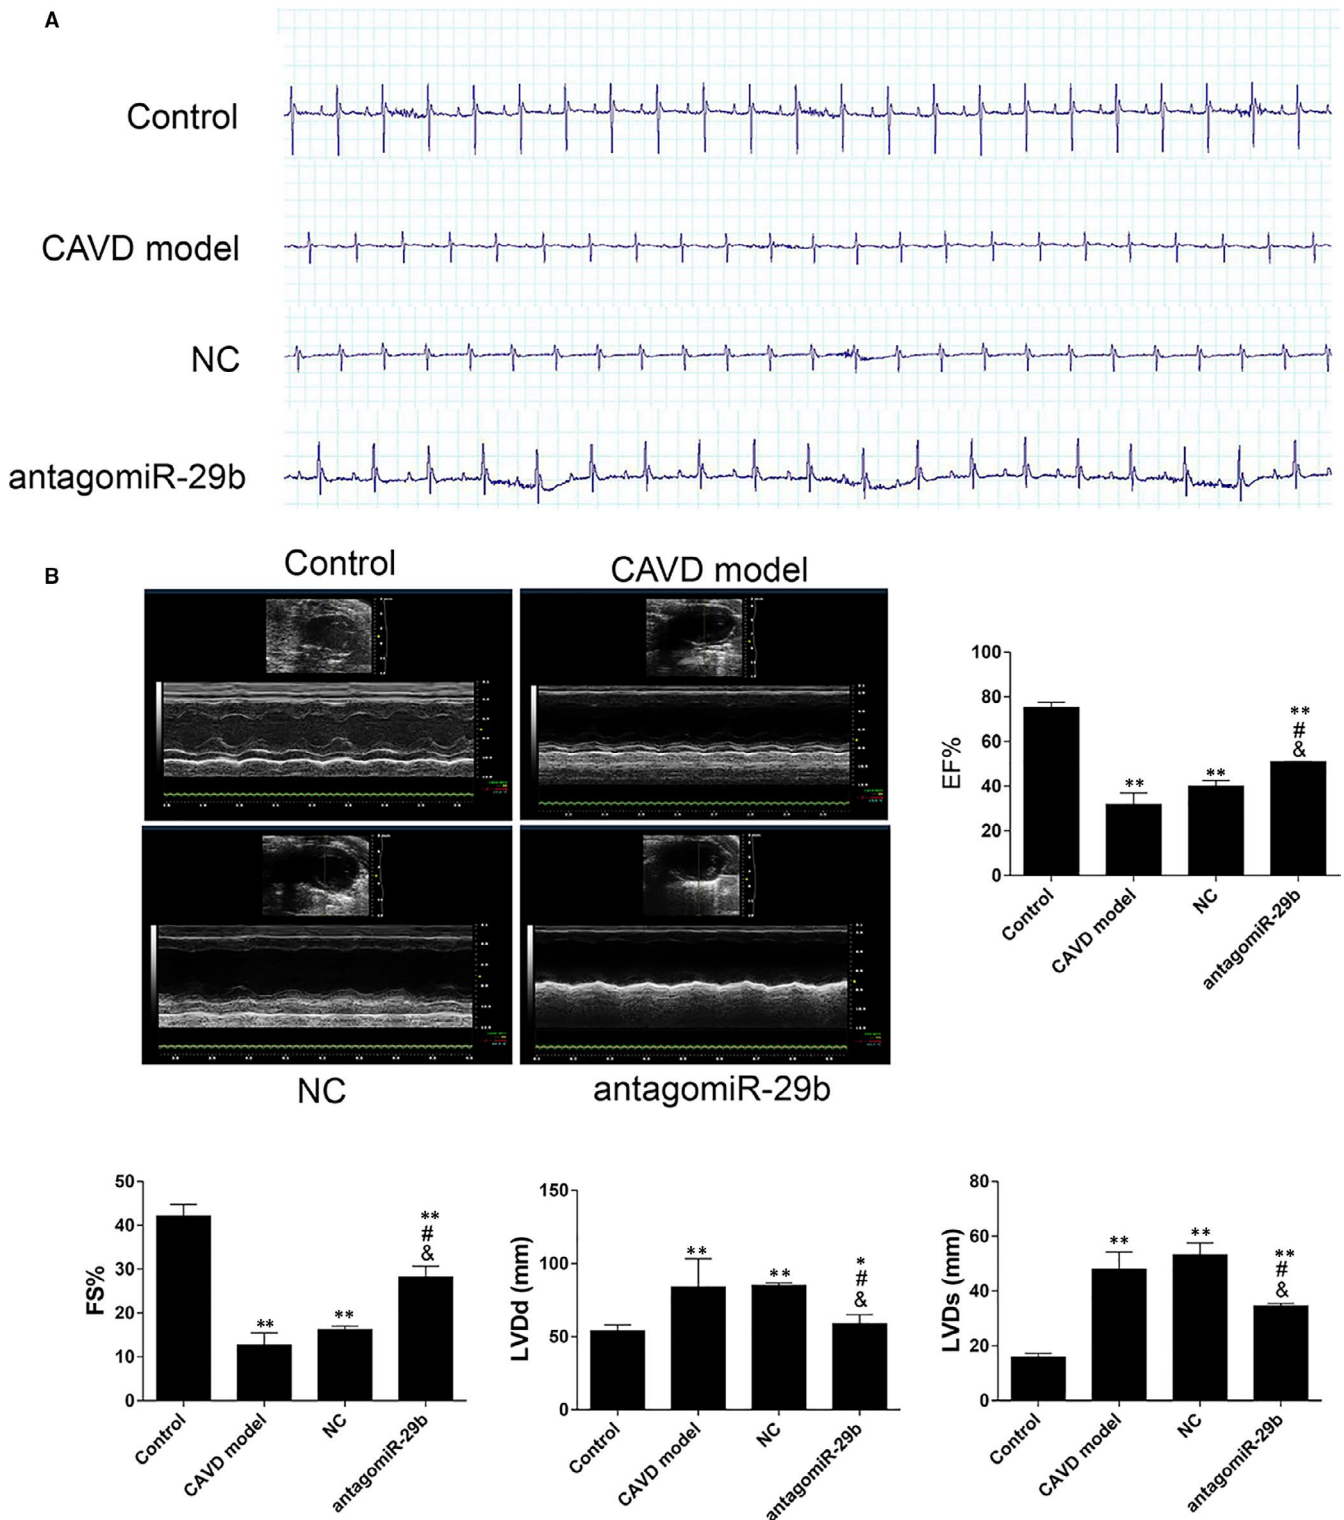 A
Control
CAVD model
NC
antagomiR-29b
B
Control
CAVD model
NC
antagomiR-29b
EF%
100
80
60
40
20
0
**
**
**
#
&
Control
CAVD model
NC
antagomiR-29b
FS%
50
40
30
20
10
0
**
**
**
#
&
Control
CAVD model
NC
antagomiR-29b
LVDd (mm)
150
100
50
0
**
**
*
#
&
Control
CAVD model
NC
antagomiR-29b
LVDs (mm)
80
60
40
20
0
**
**
**
#
&
Control
CAVD model
NC
antagomiR-29b